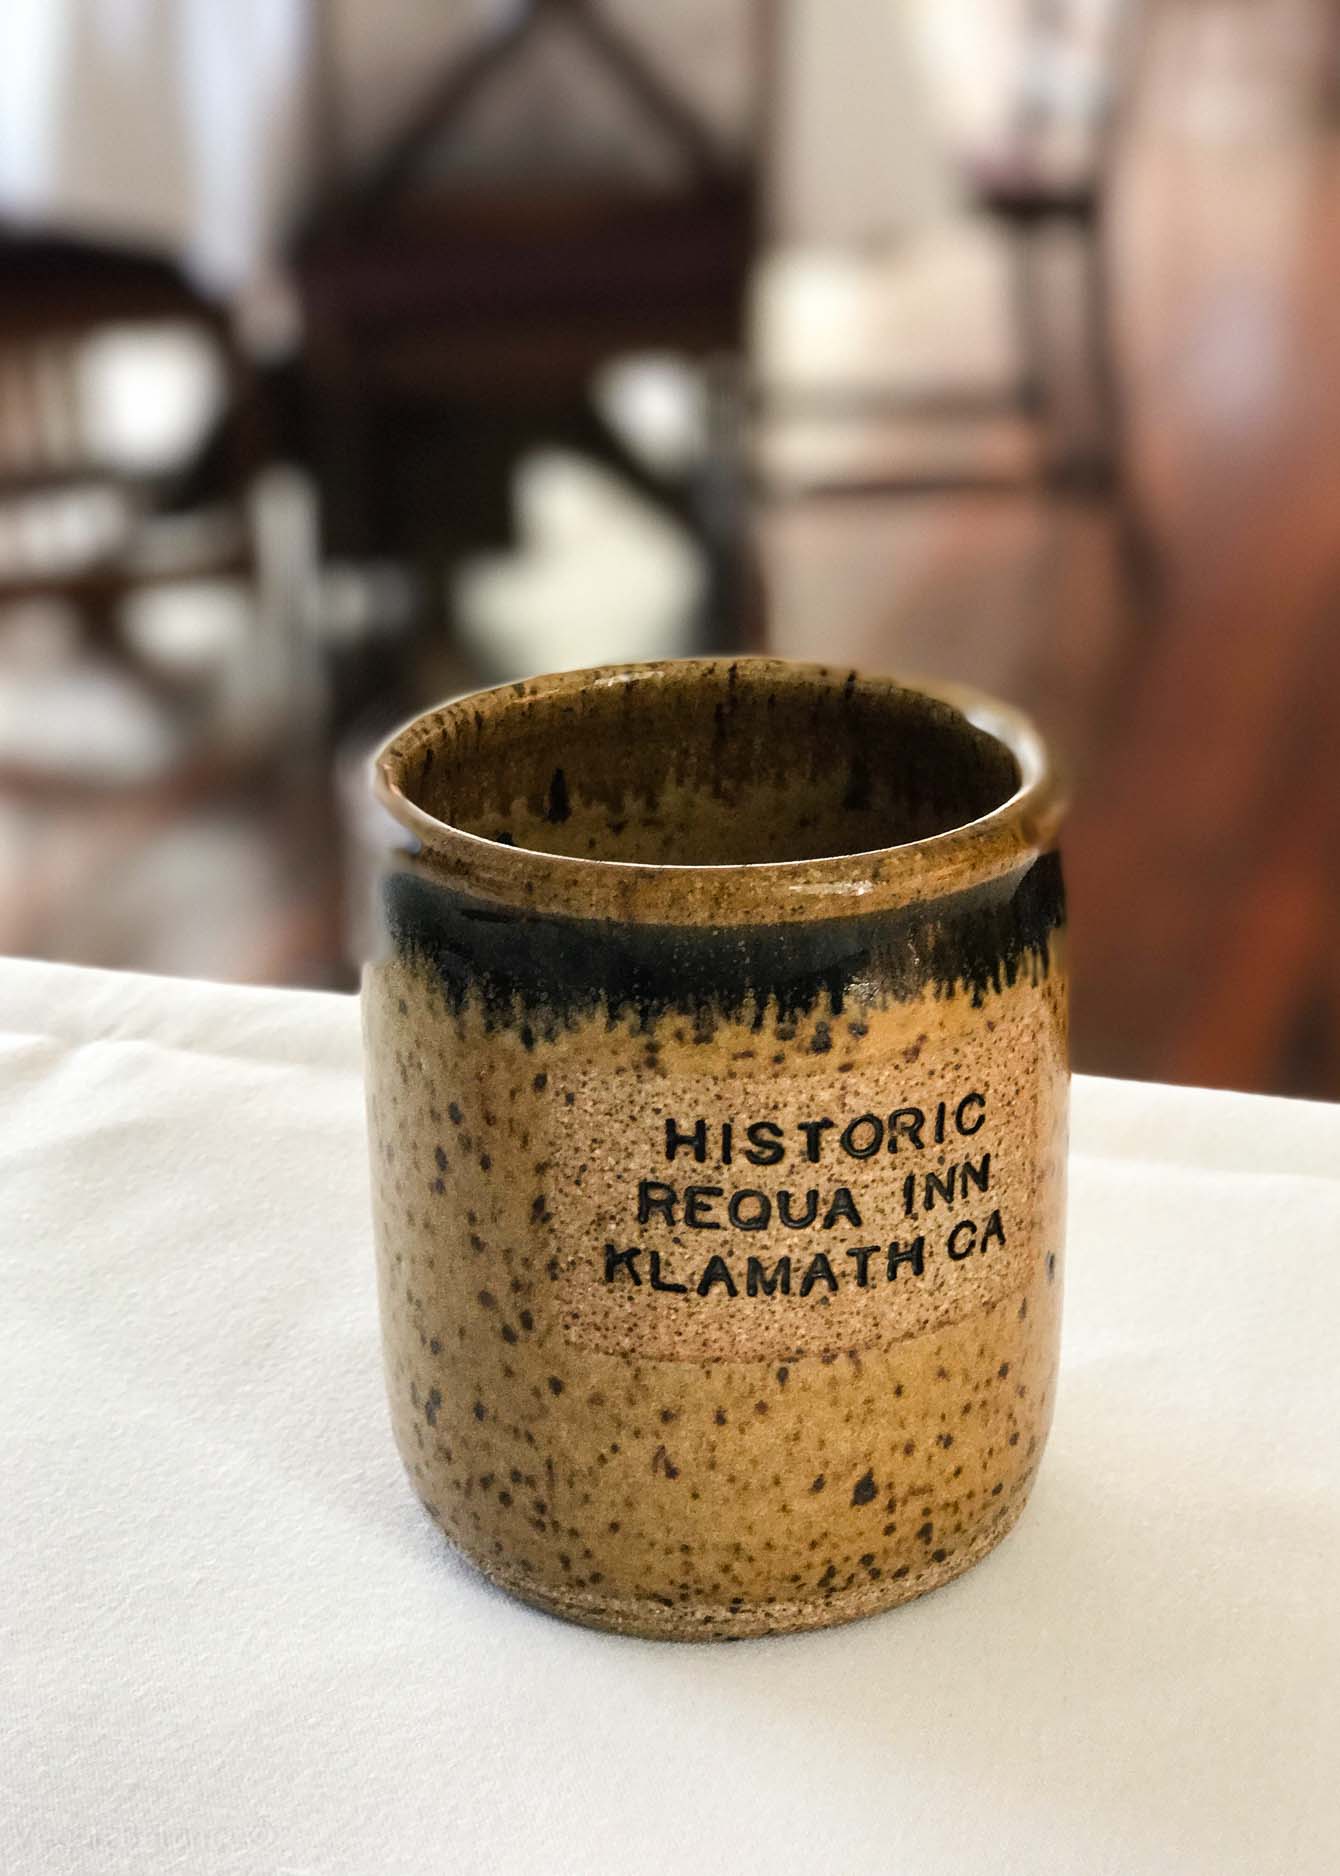 HISTORIC
REQUA INN
KLAMATH CA